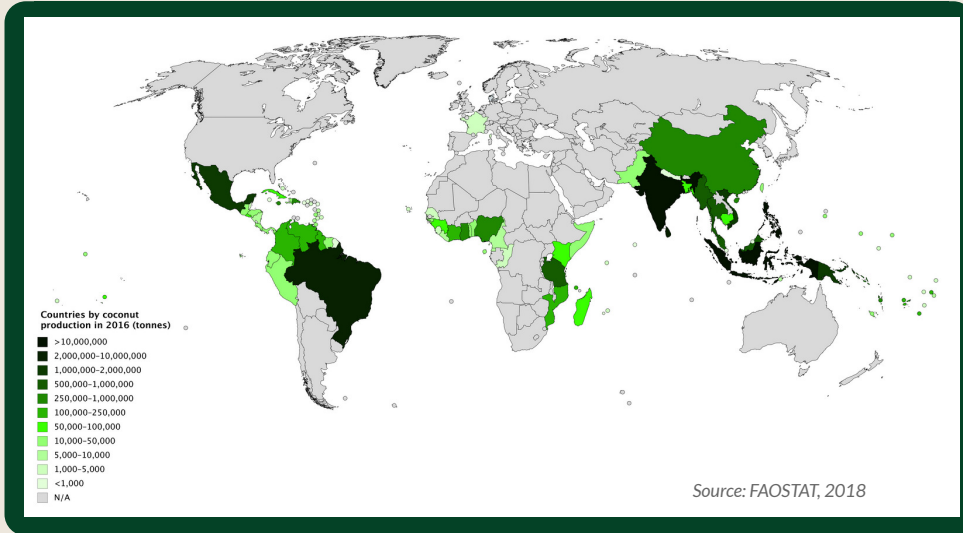 Countries by coconut
production in 2016 (tonnes)
>10,000,000
2,000,000–10,000,000
1,000,000–2,000,000
500,000–1,000,000
250,000–1,000,000
100,000–250,000
50,000–100,000
10,000–50,000
5,000–10,000
1,000–5,000
<1,000
N/A
Source: FAOSTAT, 2018